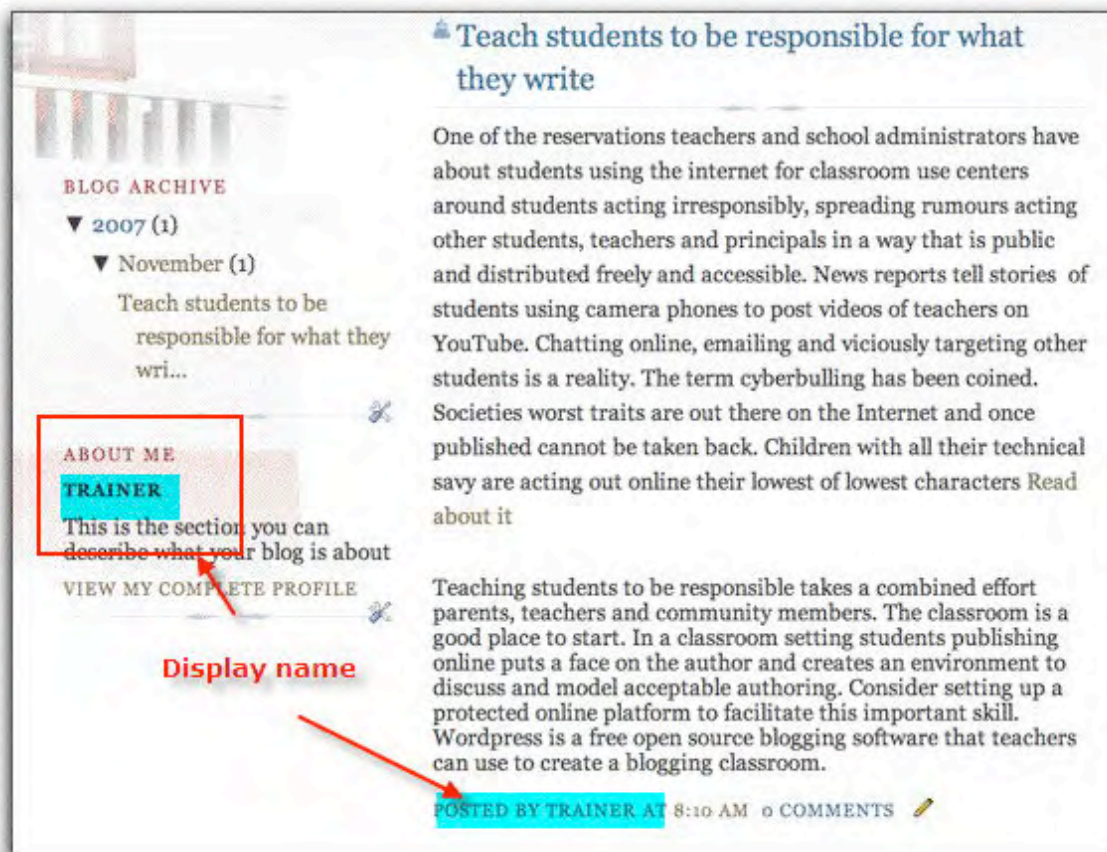 BLOG ARCHIVE
▼ 2007 (1)
▼ November (1)
Teach students to be
responsible for what they
wri...
ABOUT ME
TRAINER
This is the section you can
describe what your blog is about
VIEW MY COMPLETE PROFILE
Display name
Teach students to be responsible for what
they write
One of the reservations teachers and school administrators have
about students using the internet for classroom use centers
around students acting irresponsibly, spreading rumours acting
other students, teachers and principals in a way that is public
and distributed freely and accessible. News reports tell stories of
students using camera phones to post videos of teachers on
YouTube. Chatting online, emailing and viciously targeting other
students is a reality. The term cyberbulling has been coined.
Societies worst traits are out there on the Internet and once
published cannot be taken back. Children with all their technical
savy are acting out online their lowest of lowest characters Read
about it
Teaching students to be responsible takes a combined effort
parents, teachers and community members. The classroom is a
good place to start. In a classroom setting students publishing
online puts a face on the author and creates an environment to
discuss and model acceptable authoring. Consider setting up a
protected online platform to facilitate this important skill.
Wordpress is a free open source blogging software that teachers
can use to create a blogging classroom.
POSTED BY TRAINER AT 8:10 AM 0 COMMENTS